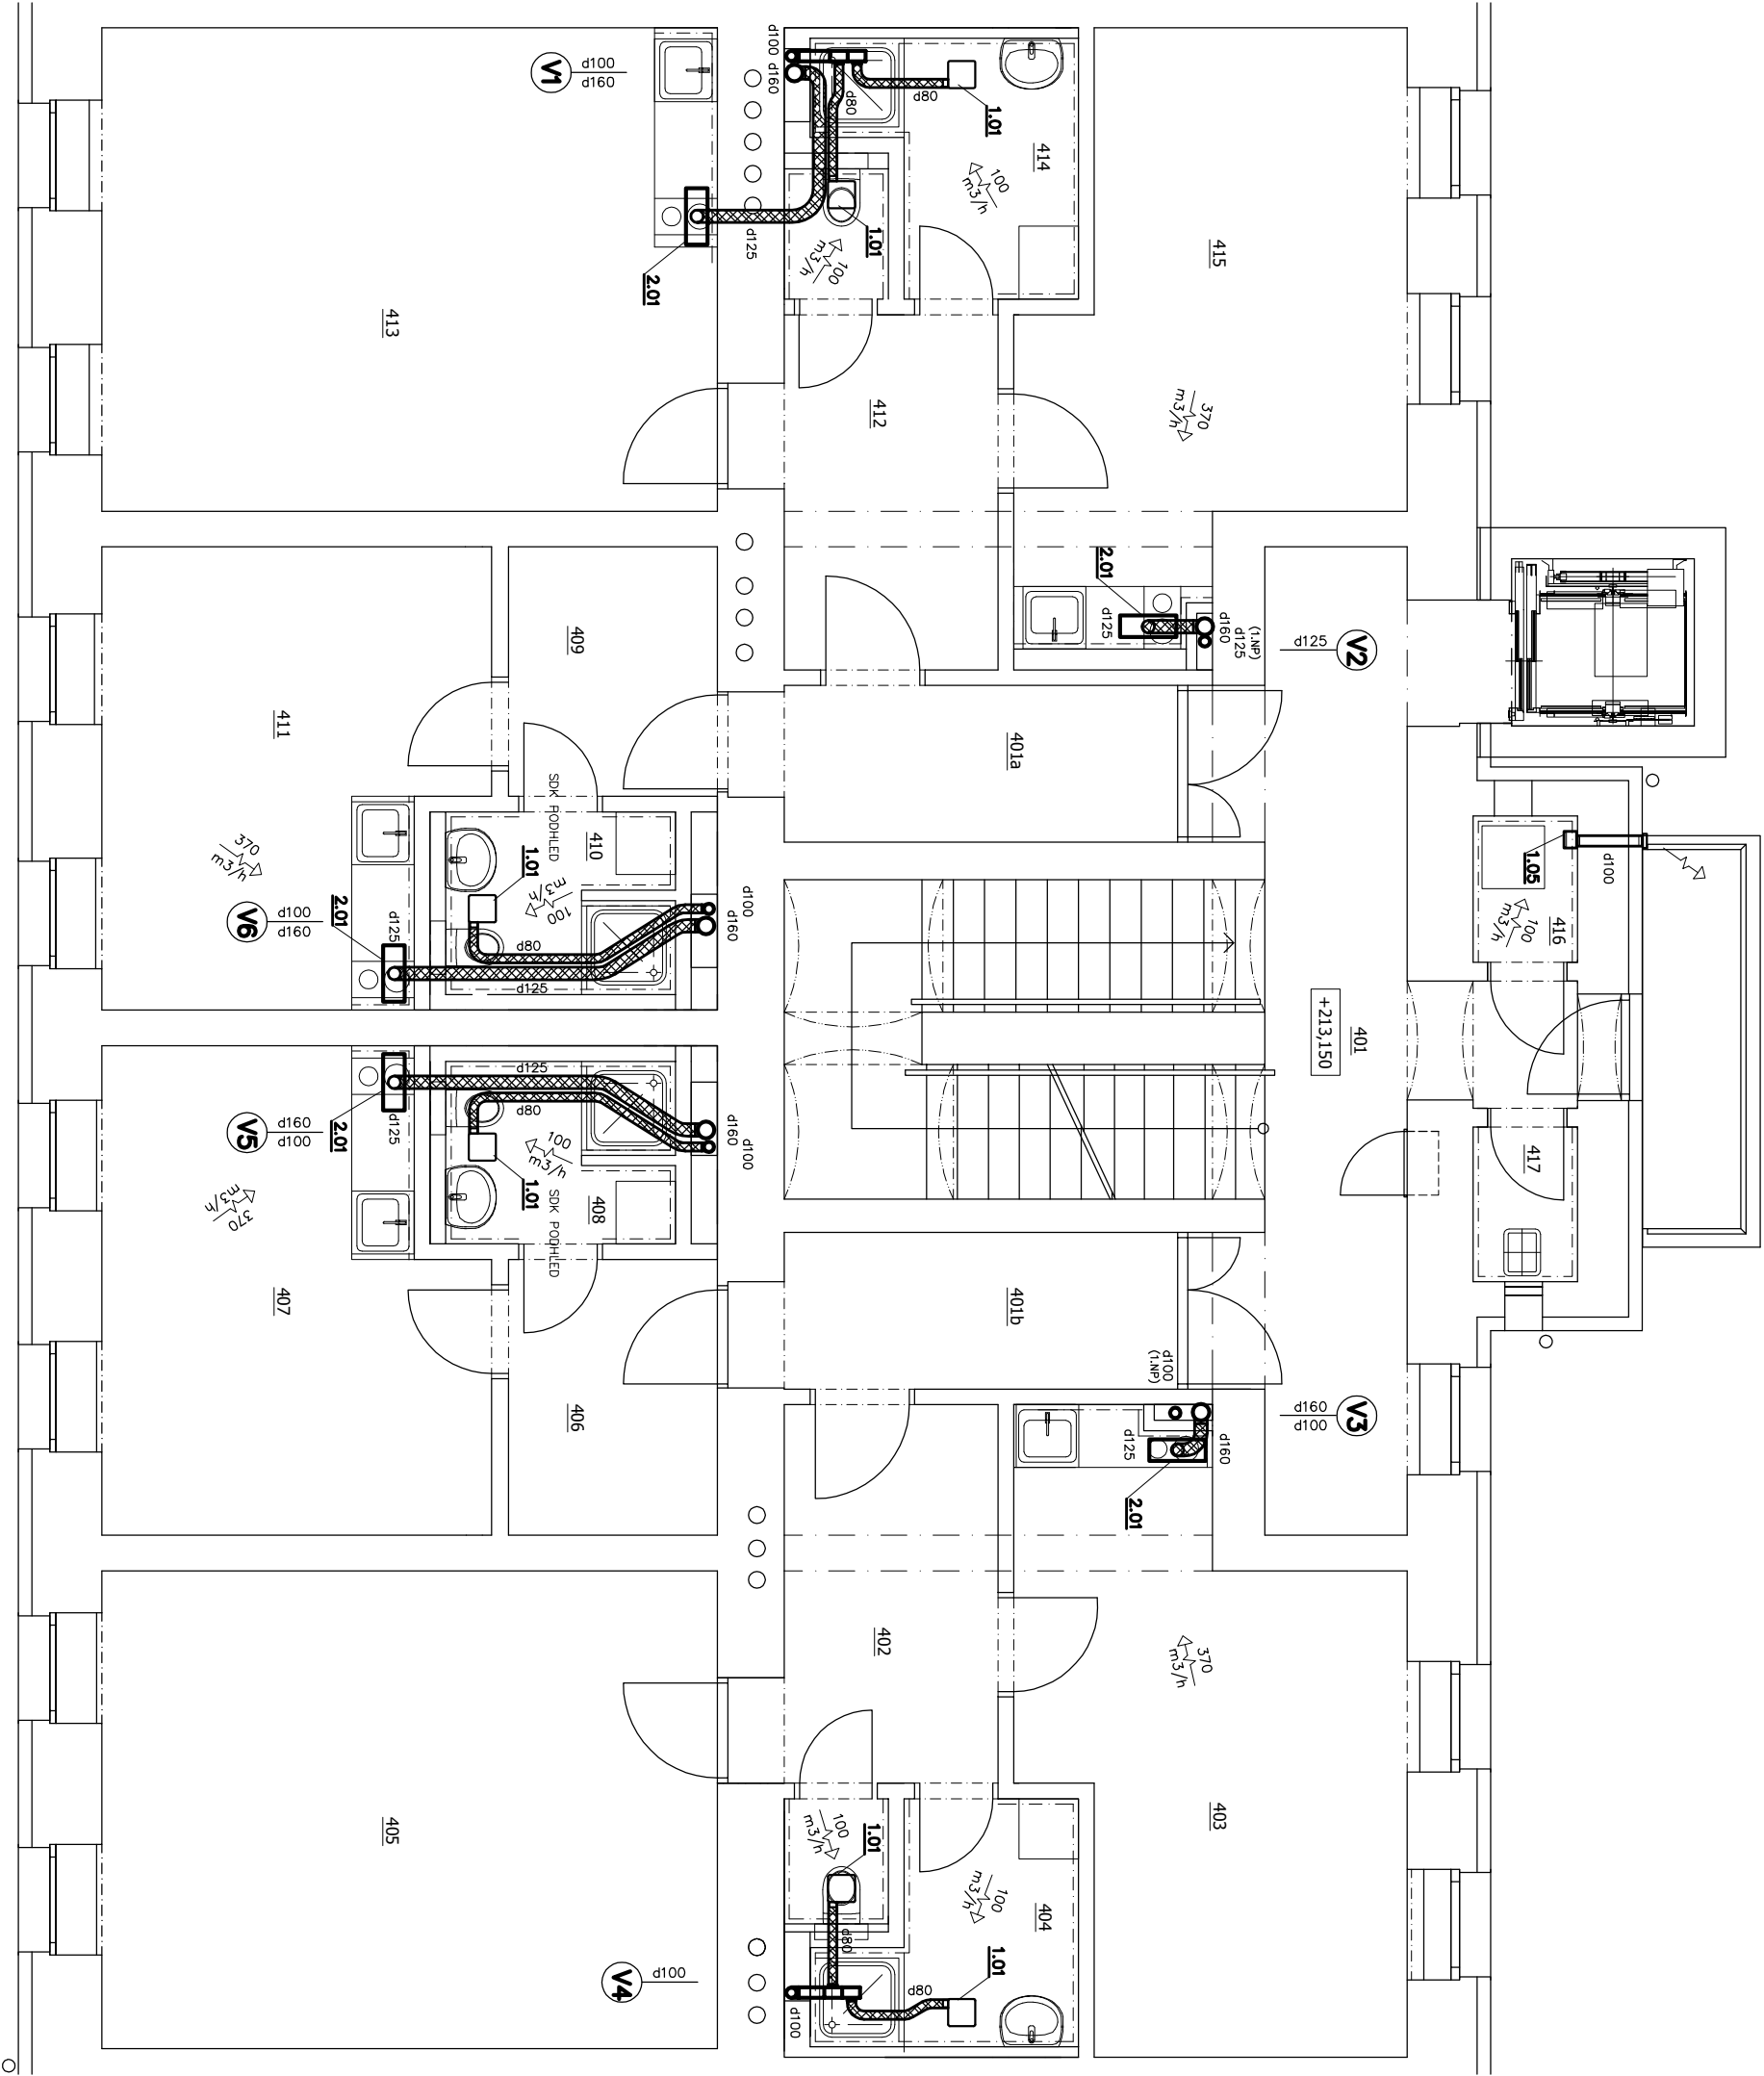 V1
d100
d160
d100
d160
d80
d80
1.01
414
100
m3/h
1.01
100
m3/h
d125
2.01
413
415
412
370
m3/h
2.01
d125
d160
d125
(1.NP)
V2
d125
409
411
401a
410
SDK PODHLED
1.01
100
m3/h
370
m3/h
V6
d100
d160
2.01
d125
d80
d125
d100
d160
1.05
d100
416
100
m3/h
401
+213,150
417
V5
d160
d100
2.01
d125
d125
d80
100
m3/h
1.01
SDK PODHLED
408
d160
d100
370
m3/h
407
406
401b
d100
(1.NP)
V3
d160
d100
d125
d160
2.01
402
370
m3/h
403
405
100
m3/h
1.01
100
m3/h
404
d80
1.01
d80
d100
V4
d100